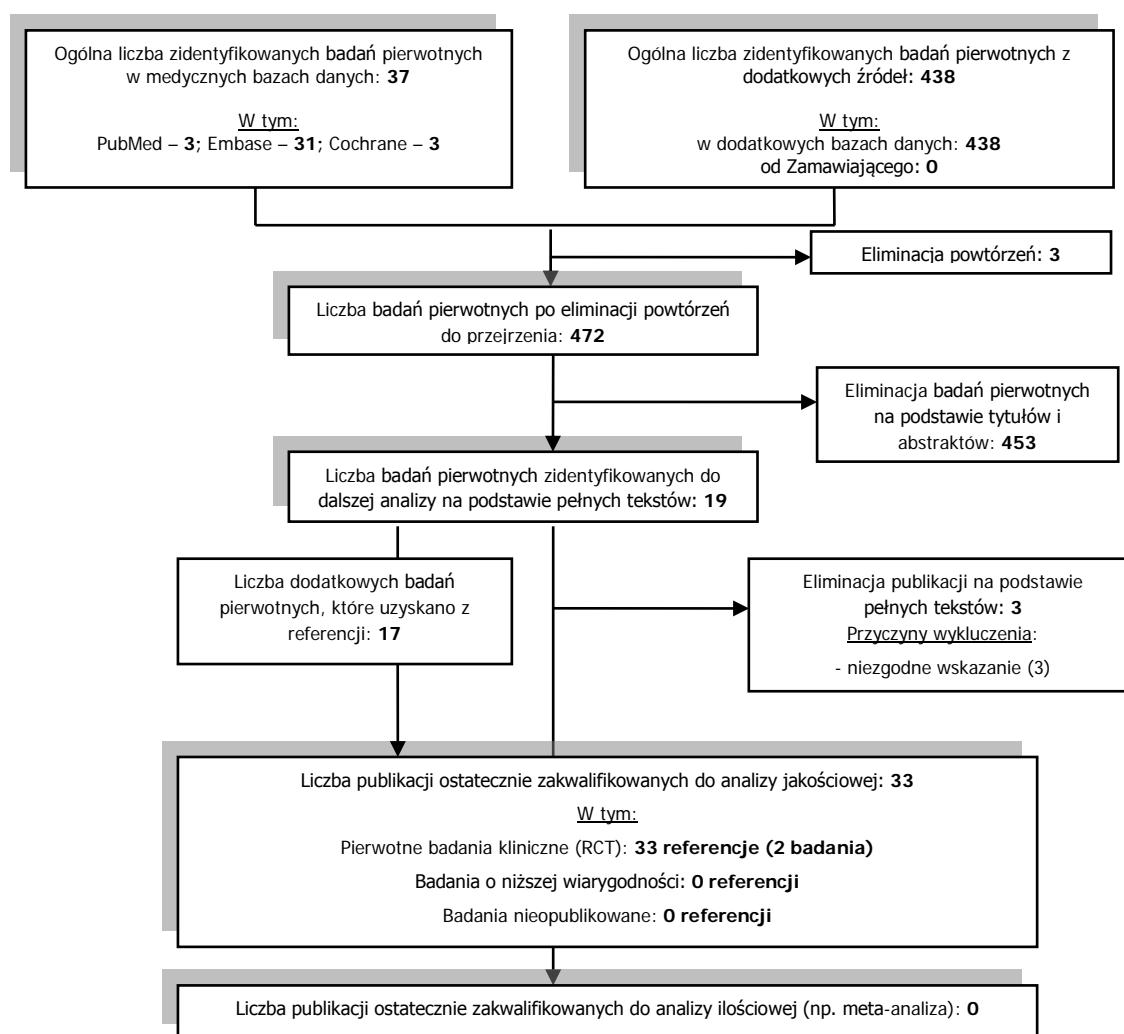 Ogólna liczba zidentyfikowanych badań pierwotnych
w medycznych bazach danych: 37
W tym:
PubMed – 3; Embase – 31; Cochrane – 3
Ogólna liczba zidentyfikowanych badań pierwotnych z
dodatkowych źródeł: 438
W tym:
w dodatkowych bazach danych: 438
od Zamawiającego: 0
Eliminacja powtórzeń: 3
Liczba badań pierwotnych po eliminacji powtórzeń
do przejrzenia: 472
Eliminacja badań pierwotnych
na podstawie tytułów i
abstraktów: 453
Liczba badań pierwotnych zidentyfikowanych do
dalszej analizy na podstawie pełnych tekstów: 19
Liczba dodatkowych badań
pierwotnych, które uzyskano z
referencji: 17
Eliminacja publikacji na podstawie
pełnych tekstów: 3
Przyczyny wykluczenia:
- niezgodne wskazanie (3)
Liczba publikacji ostatecznie zakwalifikowanych do analizy jakościowej: 33
W tym:
Pierwotne badania kliniczne (RCT): 33 referencje (2 badania)
Badania o niższej wiarygodności: 0 referencji
Badania nieopublikowane: 0 referencji
Liczba publikacji ostatecznie zakwalifikowanych do analizy ilościowej (np. meta-analiza): 0